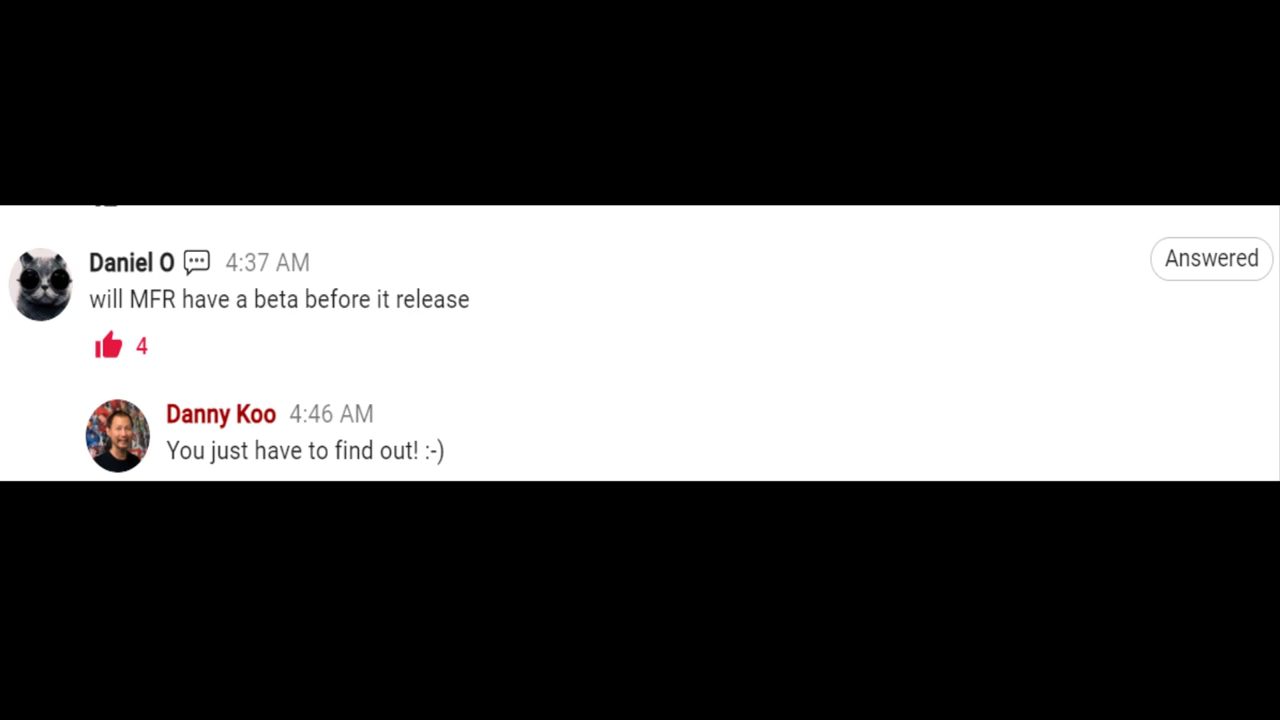 Daniel O 4:37 AM
Answered
will MFR have a beta before it release
4
Danny Koo 4:46 AM
You just have to find out! :-)